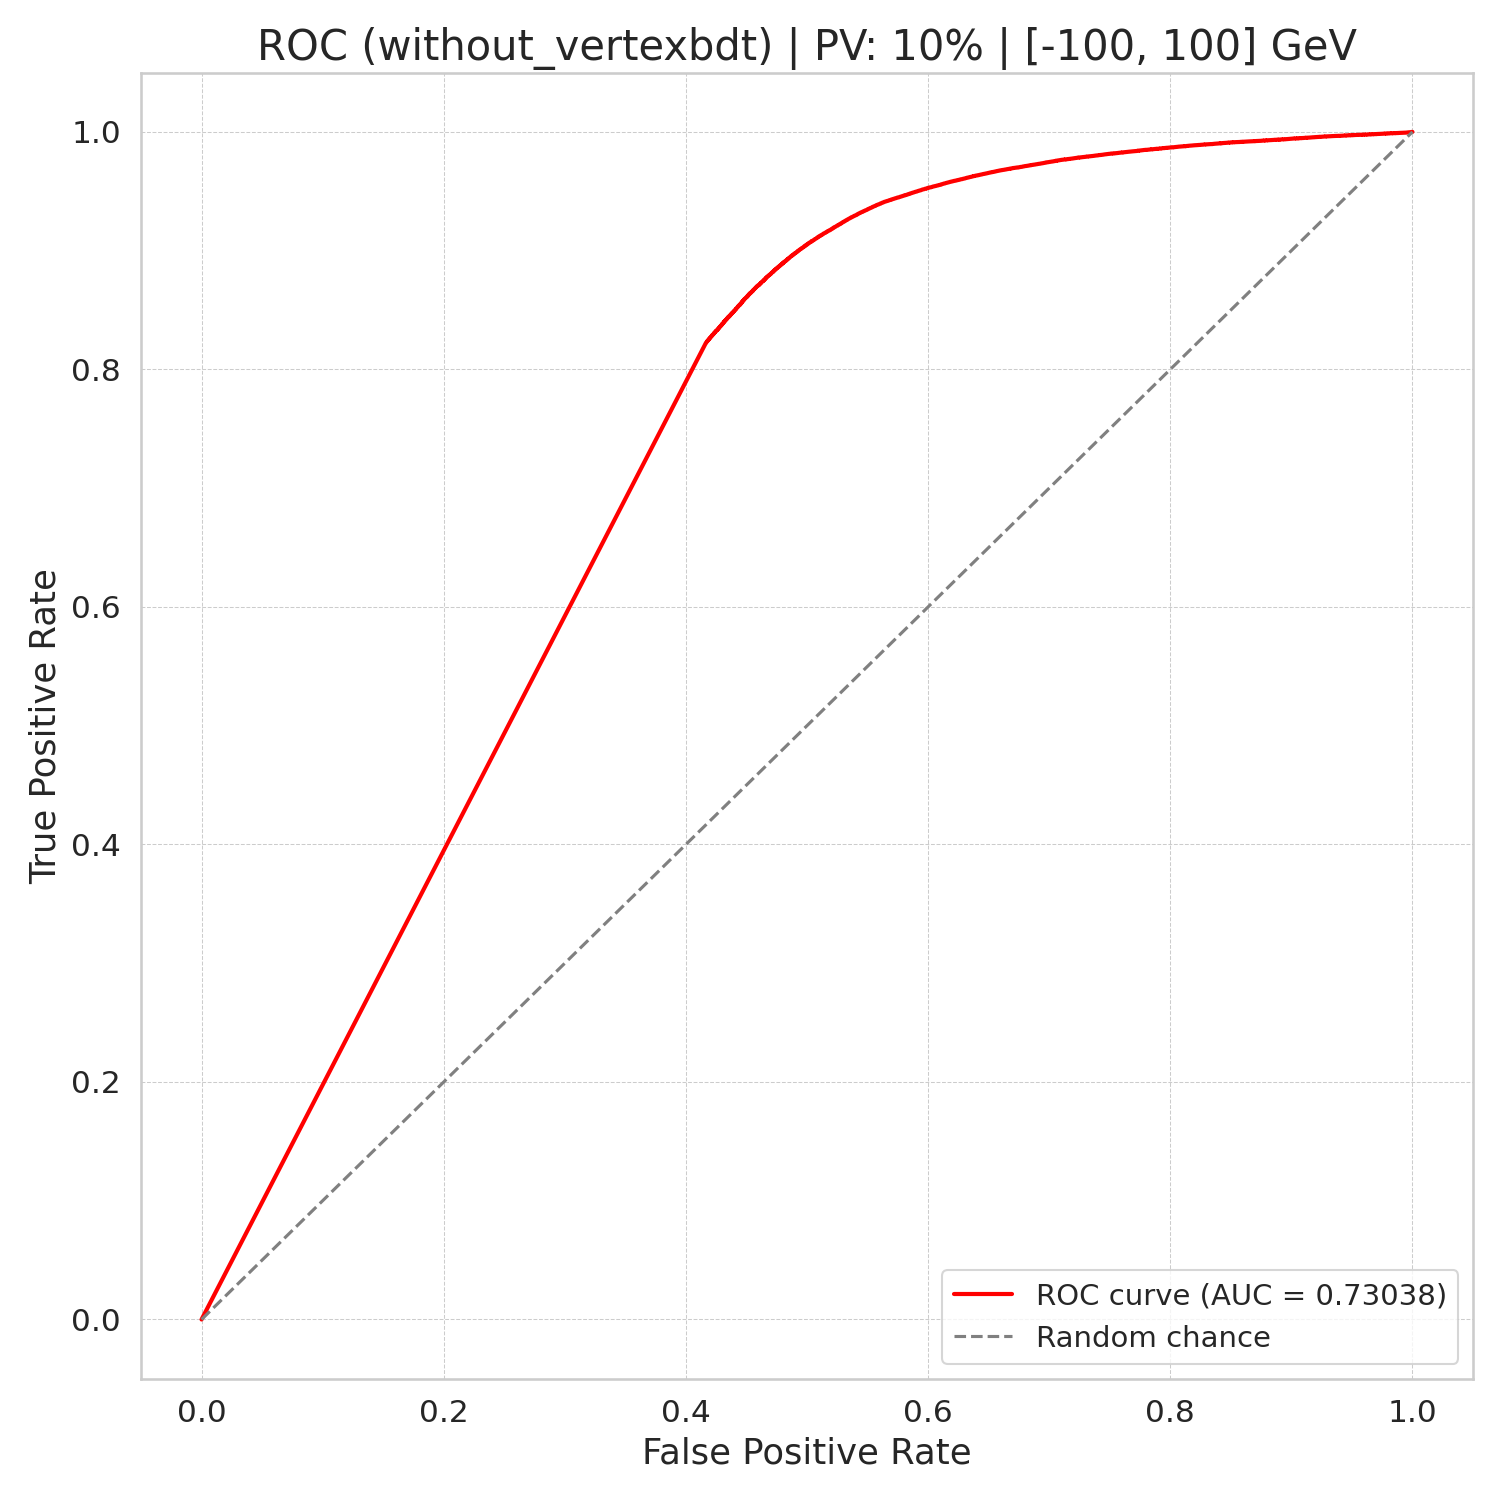 ROC (without_vertexbdt) | PV: 10% | [-100, 100] GeV
True Positive Rate
1.0
0.8
0.6
0.4
0.2
0.0
ROC curve (AUC = 0.73038)
Random chance
0.0 0.2 0.4 0.6 0.8 1.0
False Positive Rate